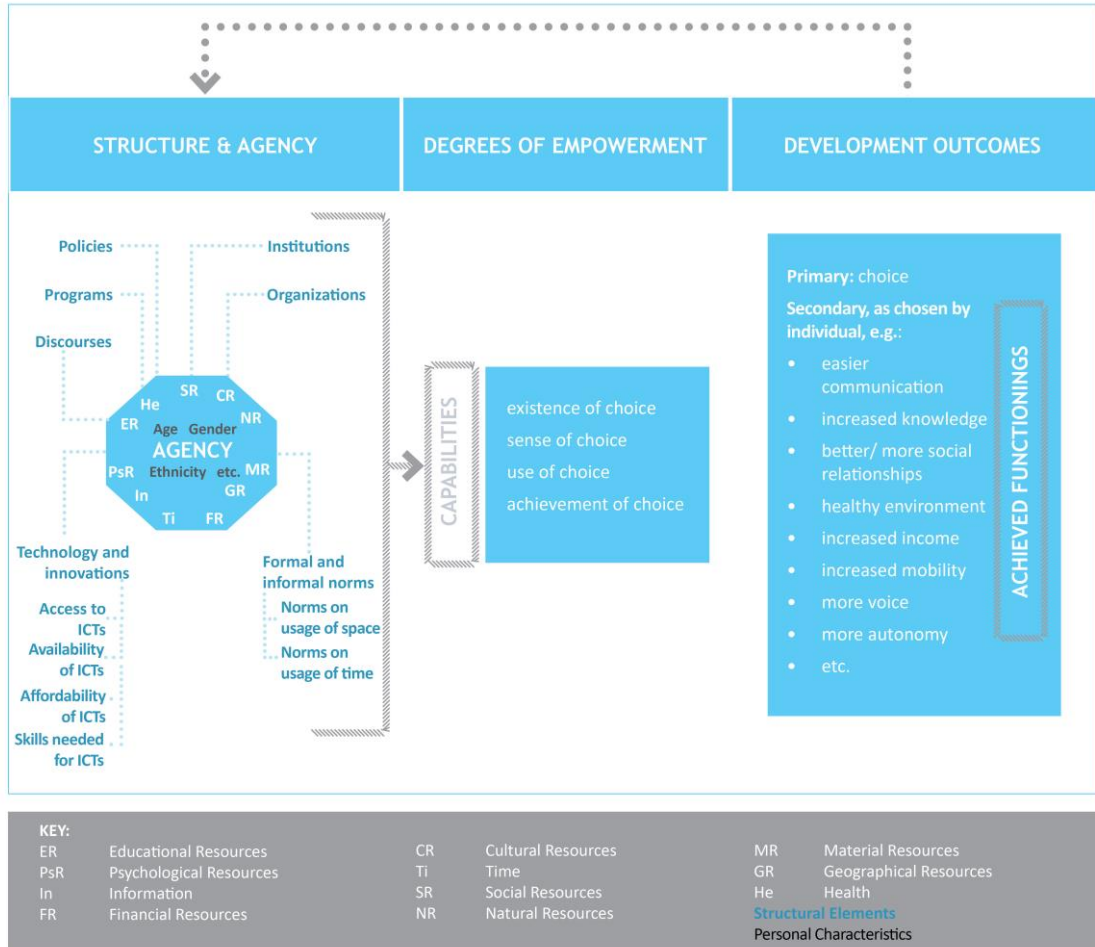 STRUCTURE & AGENCY
DEGREES OF EMPOWERMENT
DEVELOPMENT OUTCOMES
Policies
Institutions
Programs
Organizations
Discourses
SR
CR
He
NR
ER
Age Gender
AGENCY
Ethnicity etc.
MR
PsR
GR
In
Ti
FR
Technology and
innovations
Access to
ICTs
Availability
of ICTs
Affordability
of ICTs
Skills needed
for ICTs
Formal and
informal norms
Norms on
usage of space
Norms on
usage of time
CAPABILITIES
existence of choice
sense of choice
use of choice
achievement of choice
Primary: choice
Secondary, as chosen by
individual, e.g.:
• easier
communication
• increased knowledge
• better/ more social
relationships
• healthy environment
• increased income
• increased mobility
• more voice
• more autonomy
• etc.
ACHIEVED FUNCTIONINGS
KEY:
ER Educational Resources
PsR Psychological Resources
In Information
FR Financial Resources
CR Cultural Resources
Ti Time
SR Social Resources
NR Natural Resources
MR Material Resources
GR Geographical Resources
He Health
Structural Elements
Personal Characteristics